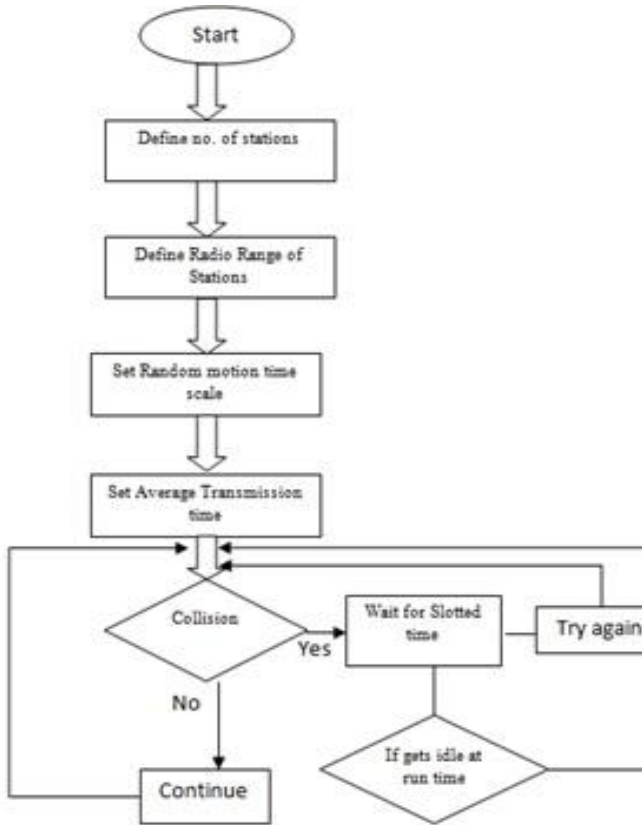 Start
Define no. of stations
Define Radio Range of
Stations
Set Random motion time
scale
Set Average Transmission
time
Collision
Yes
Wait for Slotted
time
Try again
No
If gets idle at
run time
Continue